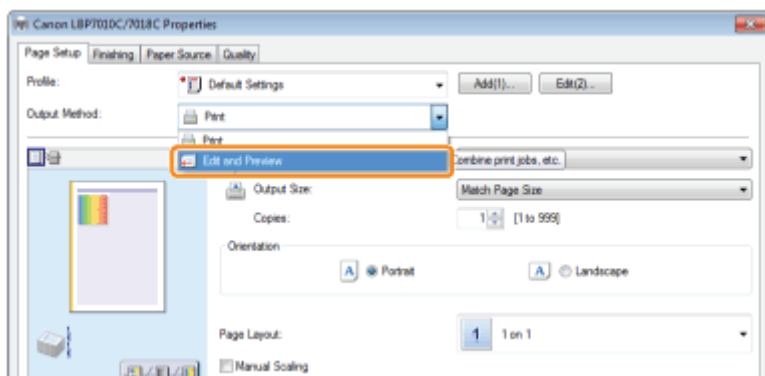 Canon LBP7010C/7018C Properties
Page Setup Finishing Paper Source Quality
Profile: Default Settings Add(1)... Edit(2)...
Output Method: Print
Print
Edit and Preview Combine print jobs, etc.
Output Size: Match Page Size
Copies: 1 [1 to 999]
Orientation
A Portrait A Landscape
Page Layout: 1 1 on 1
Manual Scaling